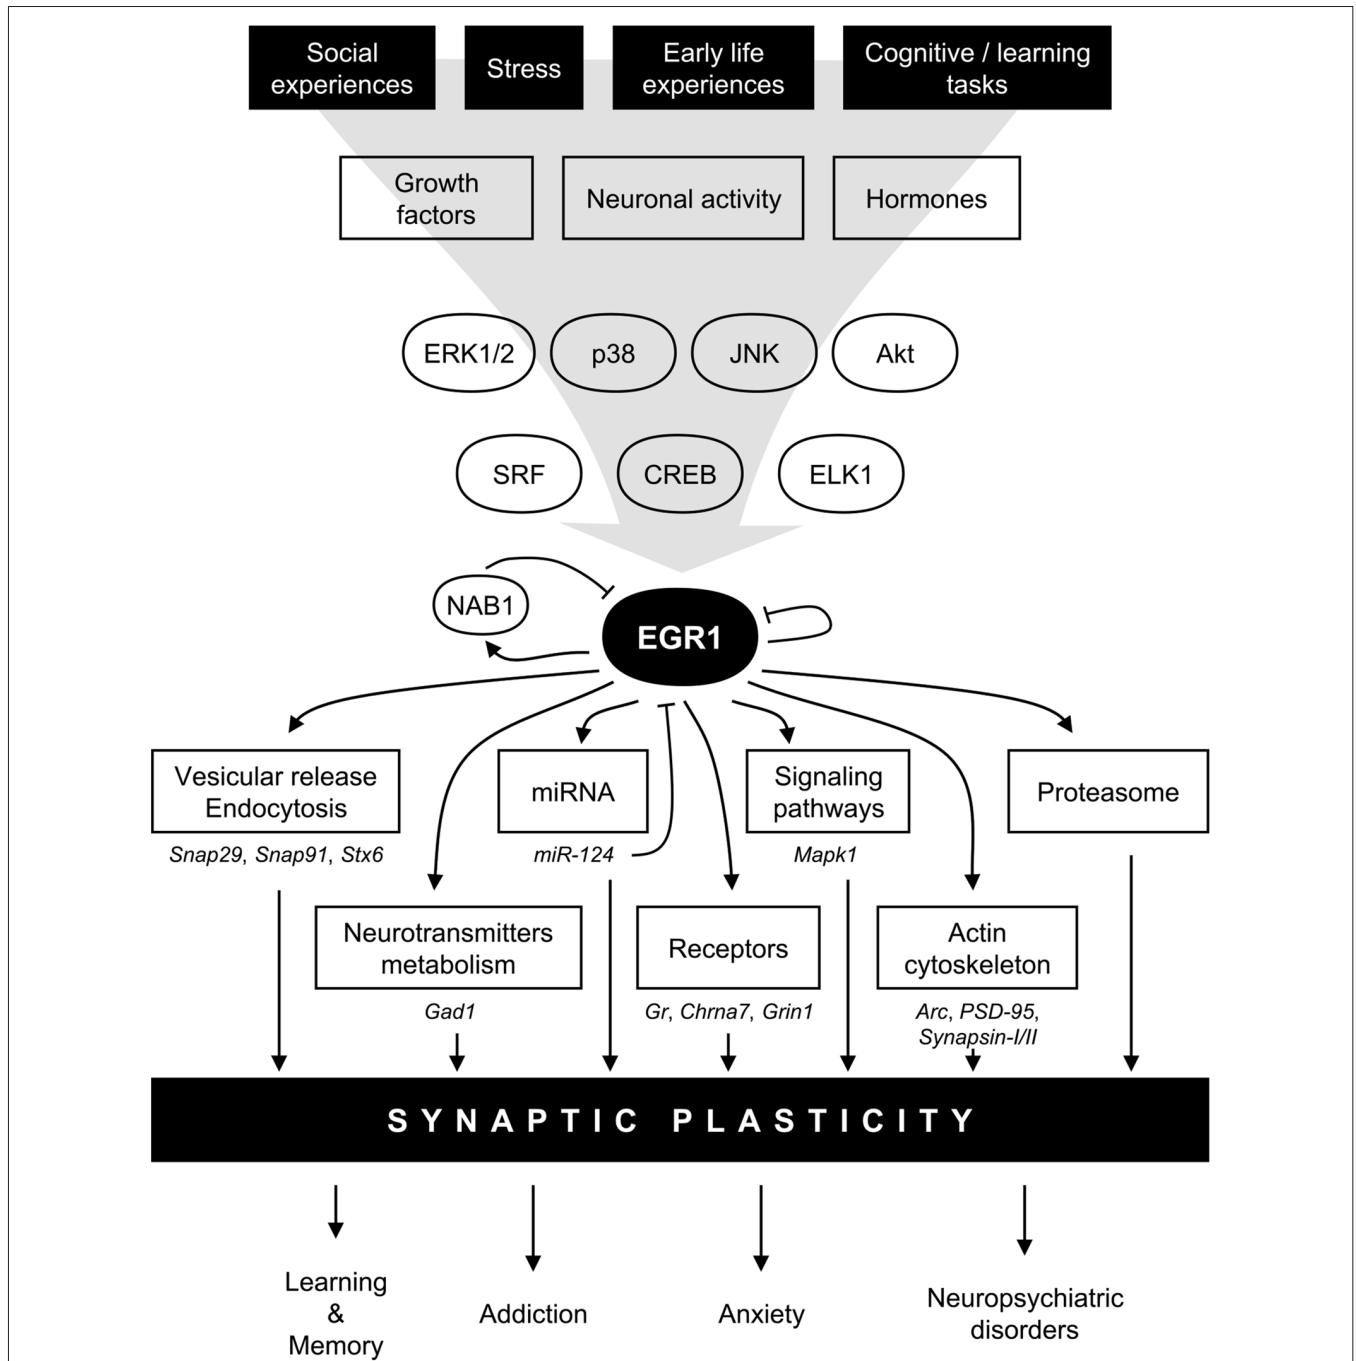 Social
experiences
Stress
Early life
experiences
Cognitive / learning
tasks
Growth
factors
Neuronal activity
Hormones
ERK1/2
p38
JNK
Akt
SRF
CREB
ELK1
NAB1
EGR1
Vesicular release
Endocytosis
Snap29, Snap91, Stx6
miRNA
miR-124
Signaling
pathways
Mapk1
Proteasome
Neurotransmitters
metabolism
Gad1
Receptors
Gr, Chrna7, Grin1
Actin
cytoskeleton
Arc, PSD-95,
Synapsin-I/II
SYNAPTIC PLASTICITY
Learning
&
Memory
Addiction
Anxiety
Neuropsychiatric
disorders